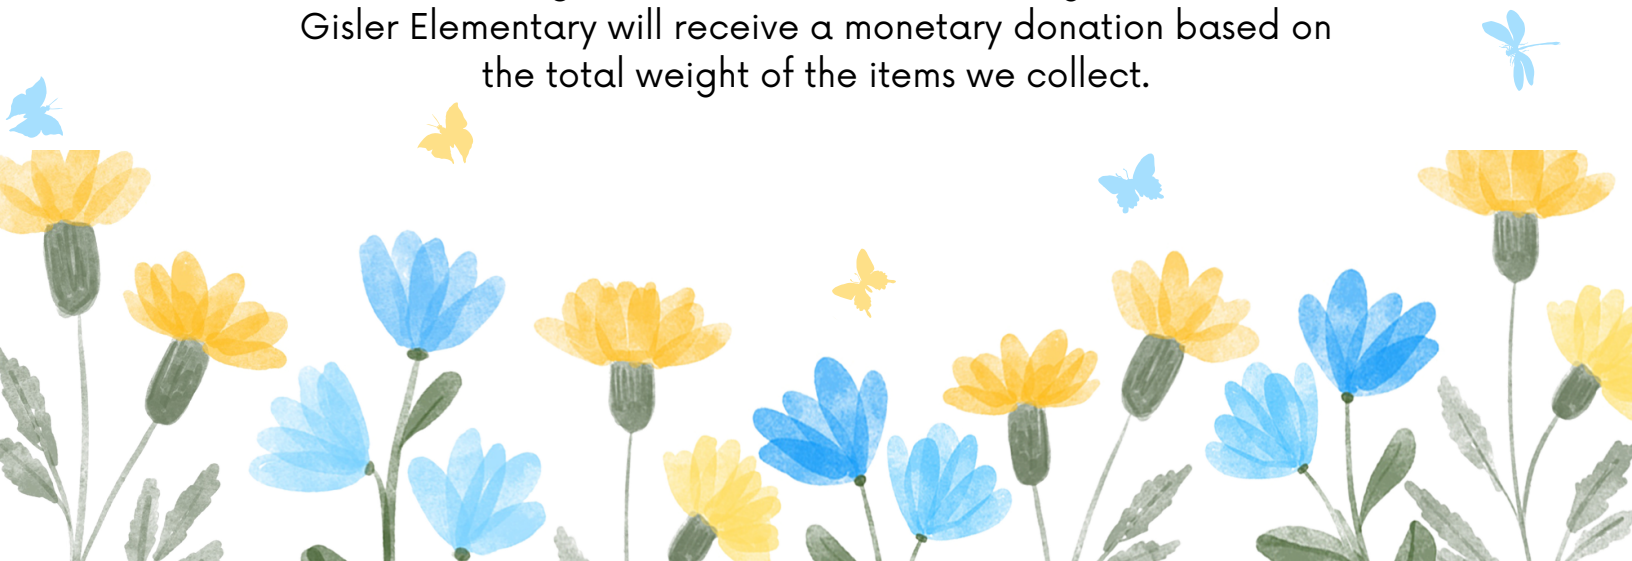 Gisler Elementary will receive a monetary donation based on
the total weight of the items we collect.